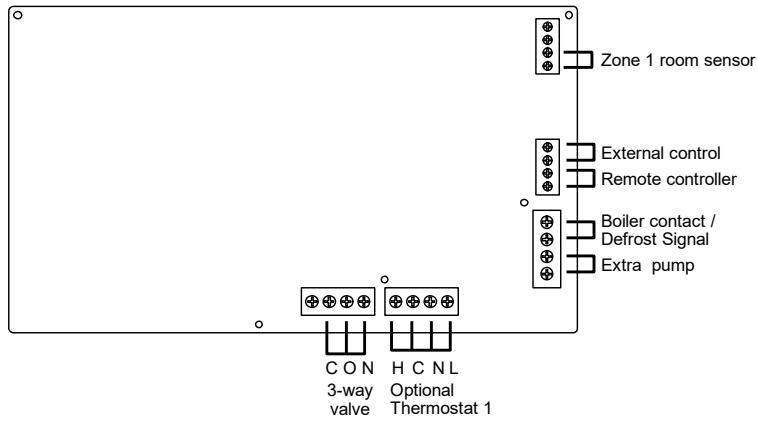 Zone 1 room sensor
External control
Remote controller
Boiler contact /
Defrost Signal
Extra pump
C O N H C N L
3-way
valve
Optional
Thermostat 1